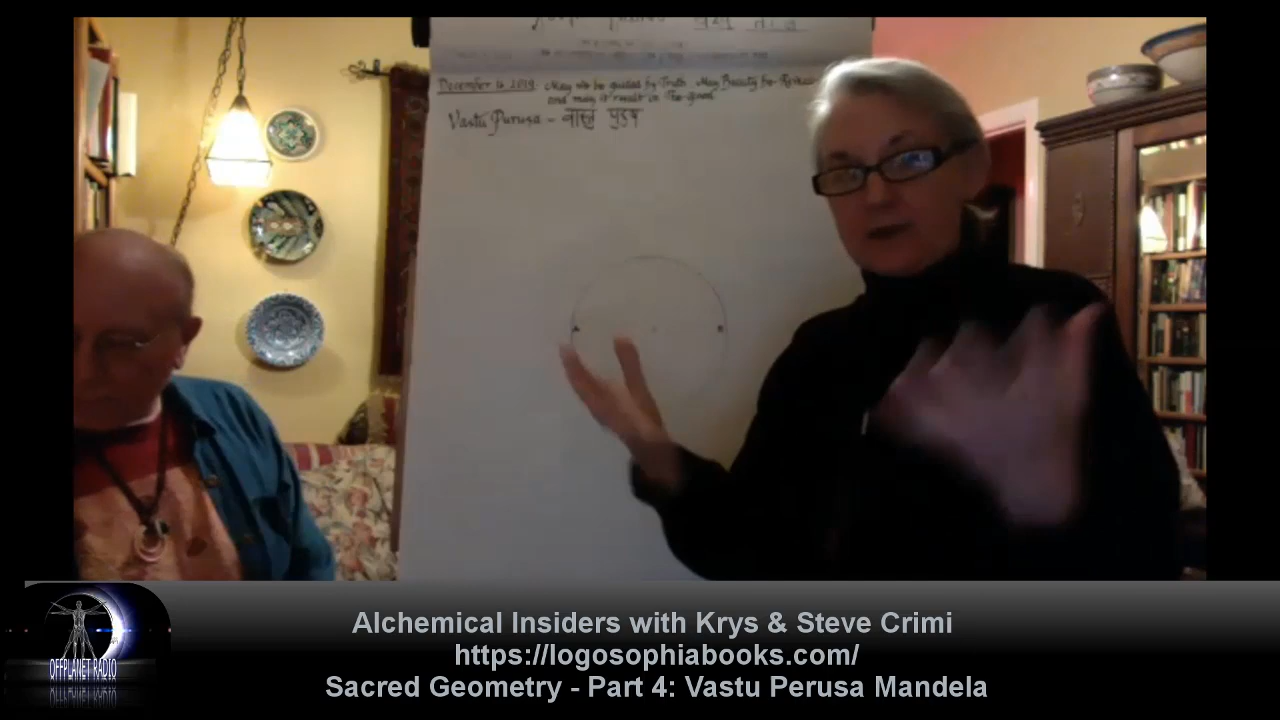 December 16 2019. May we be guided by Truth. May Beauty be
and may it result in The Good
Vastu Purusa - वास्तु पुरुष
OFFPLANET RADIO
Alchemical Insiders with Krys & Steve Crimi
https://logosophiabooks.com/
Sacred Geometry - Part 4: Vastu Perusa Mandela